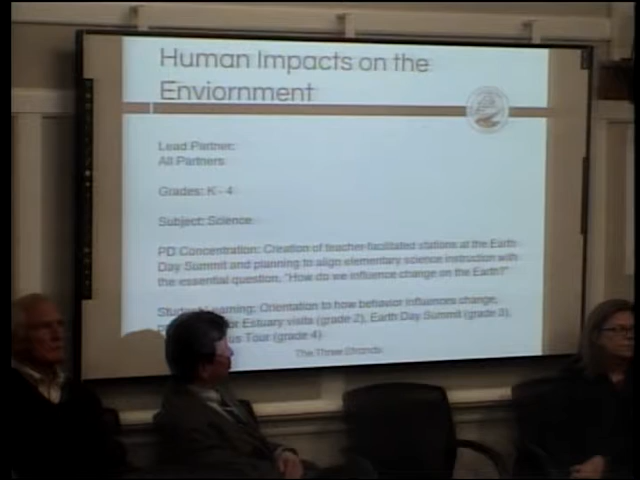 Human Impacts on the
Enviornment
Lead Partner:
All Partners
Grades: K - 4
Subject: Science
PD Concentration: Creation of teacher-facilitated stations at the Earth
Day Summit and planning to align elementary science instruction with
the essential question, "How do we influence change on the Earth?"
Student Learning: Orientation to how behavior influences change,
for Estuary visits (grade 2), Earth Day Summit (grade 3),
us Tour (grade 4)
The Three Strands